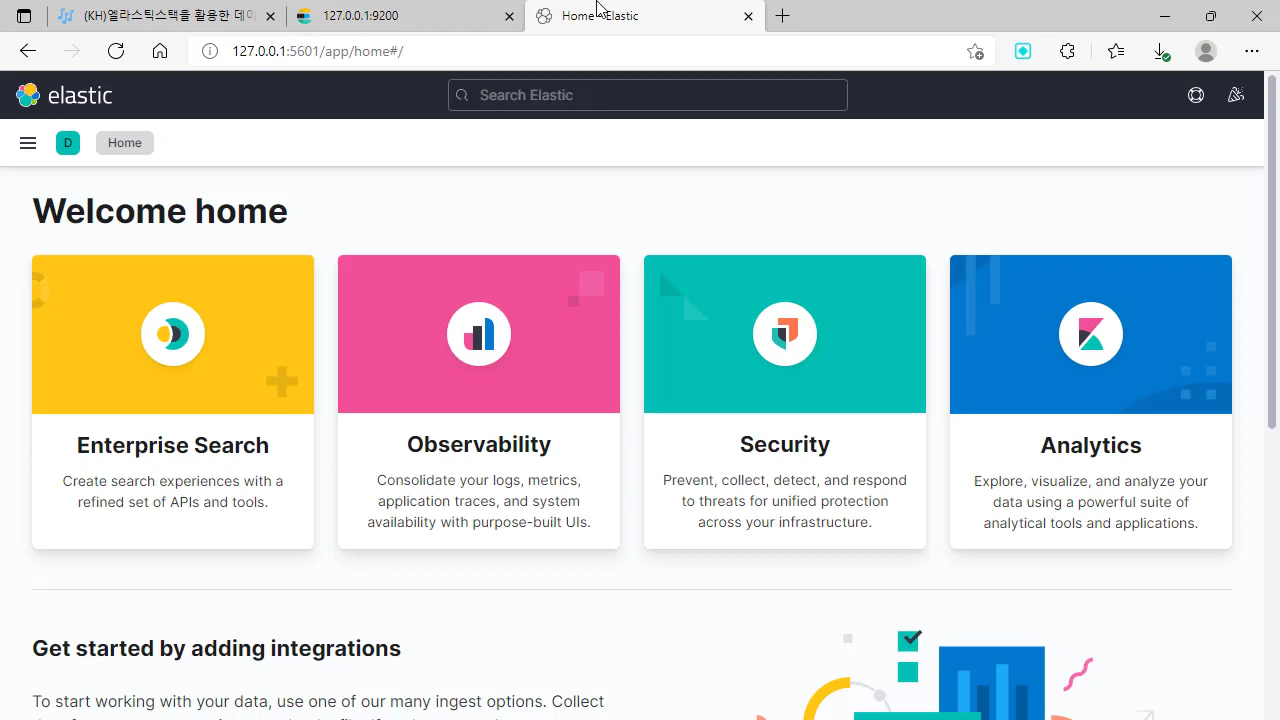 (KH)엘라스틱스택을 활용한 데이
127.0.0.1:9200
Home - Elastic
127.0.0.1:5601/app/home#/
elastic
Search Elastic
D
Home
Welcome home
Enterprise Search
Create search experiences with a
refined set of APIs and tools.
Observability
Consolidate your logs, metrics,
application traces, and system
availability with purpose-built UIs.
Security
Prevent, collect, detect, and respond
to threats for unified protection
across your infrastructure.
Analytics
Explore, visualize, and analyze your
data using a powerful suite of
analytical tools and applications.
Get started by adding integrations
To start working with your data, use one of our many ingest options. Collect